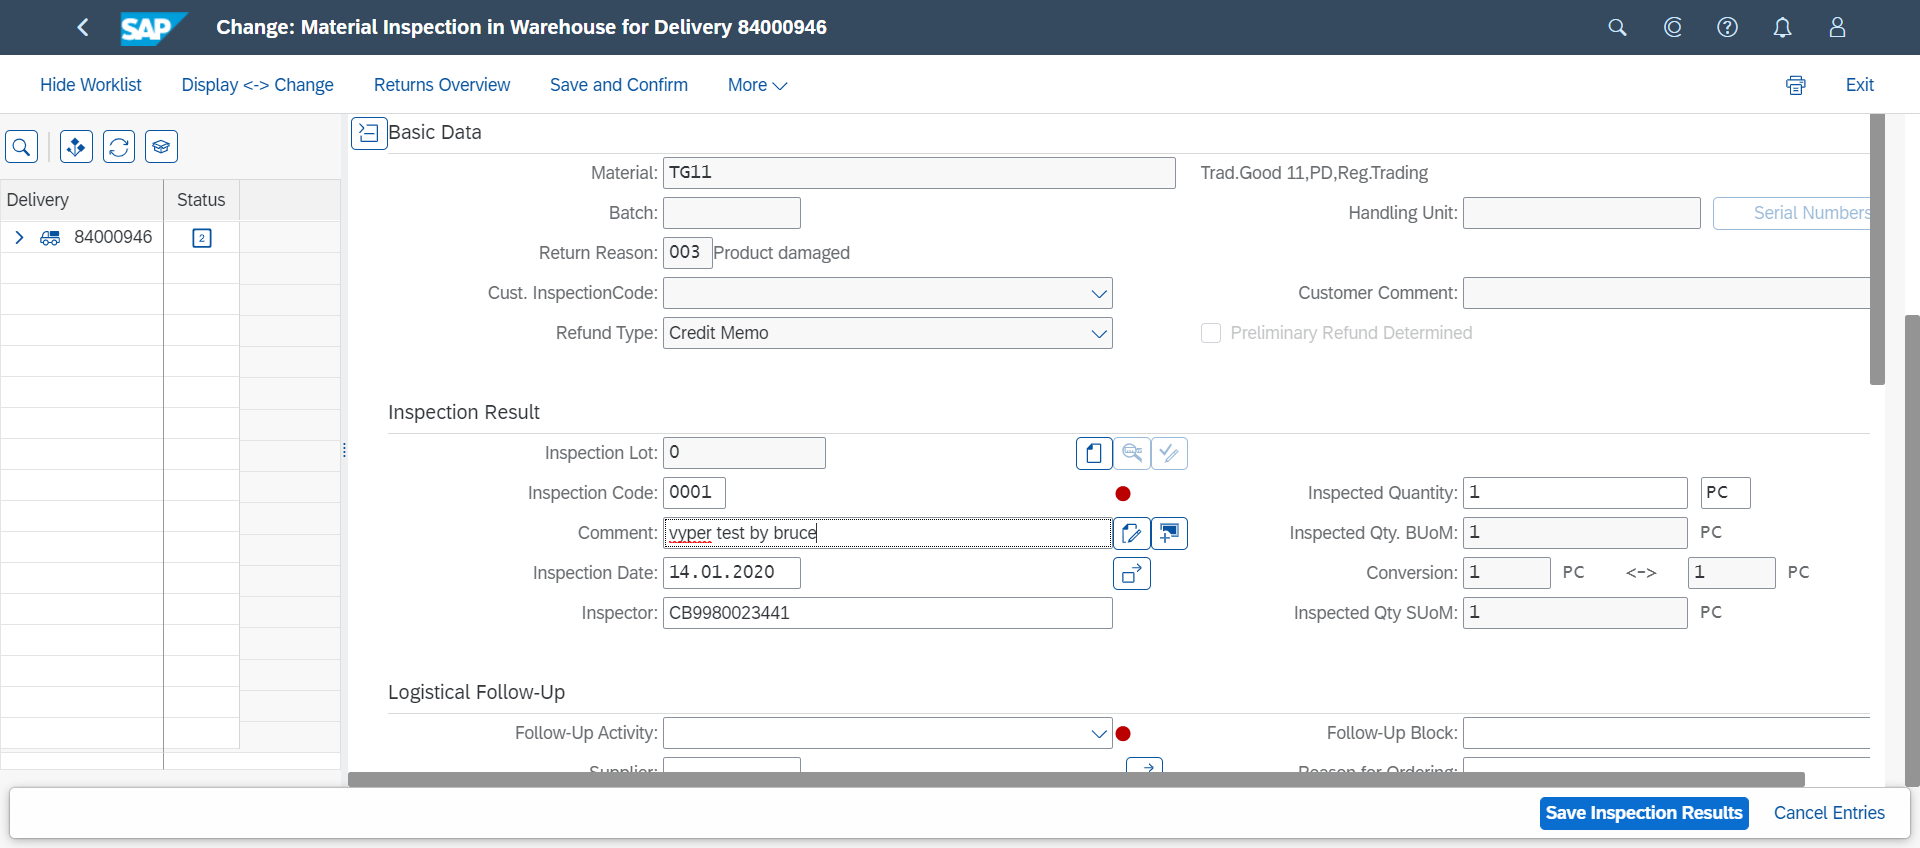 SAP Change: Material Inspection in Warehouse for Delivery 84000946
Hide Worklist Display <-> Change Returns Overview Save and Confirm More Exit
Delivery Status
84000946 2
Basic Data
Material: TG11 Trad.Good 11,PD,Reg.Trading
Batch: Handling Unit: Serial Numbers
Return Reason: 003 Product damaged
Cust. InspectionCode: Customer Comment:
Refund Type: Credit Memo Preliminary Refund Determined
Inspection Result
Inspection Lot: 0
Inspection Code: 0001 Inspected Quantity: 1 PC
Comment: vyper test by bruce Inspected Qty. BUoM: 1 PC
Inspection Date: 14.01.2020 Conversion: 1 PC <-> 1 PC
Inspector: CB9980023441 Inspected Qty SUoM: 1 PC
Logistical Follow-Up
Follow-Up Activity: Follow-Up Block:
Supplier: Reason for Ordering:
Save Inspection Results Cancel Entries